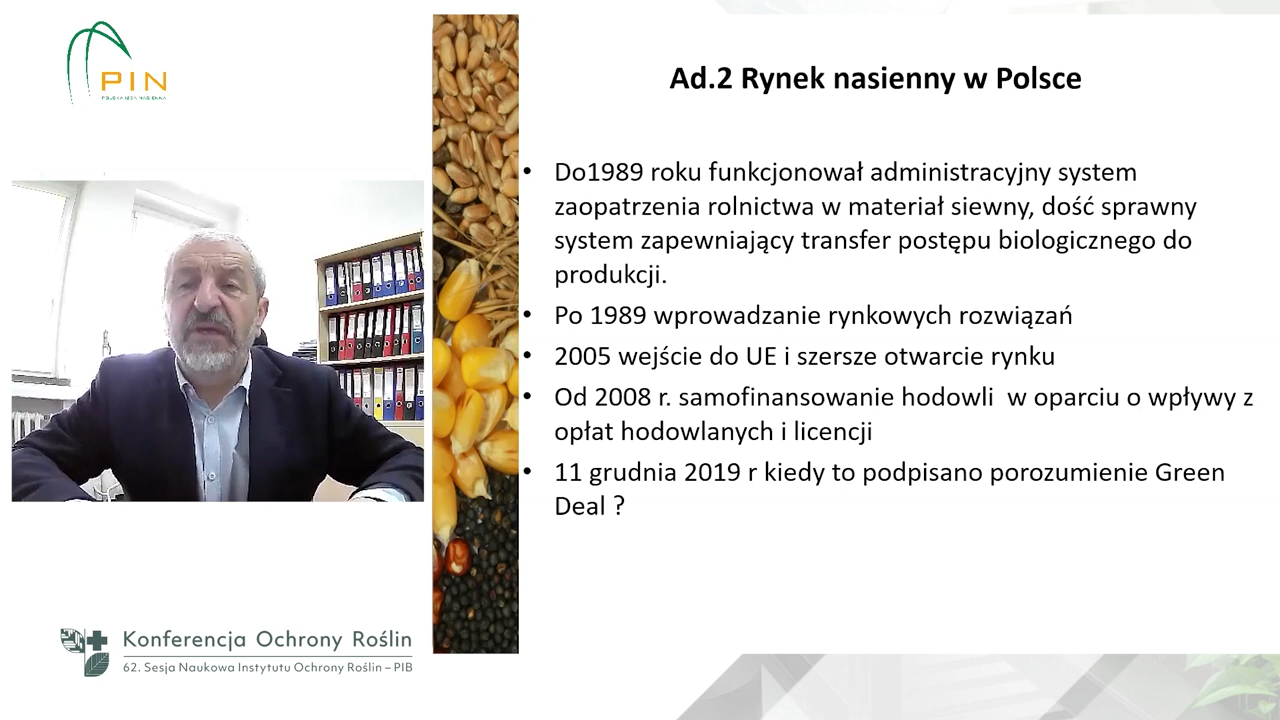 PIN
POLSKA IZBA NASIENNA
Ad.2 Rynek nasienny w Polsce
• Do1989 roku funkcjonował administracyjny system
zaopatrzenia rolnictwa w materiał siewny, dość sprawny
system zapewniający transfer postępu biologicznego do
produkcji.
• Po 1989 wprowadzanie rynkowych rozwiązań
• 2005 wejście do UE i szersze otwarcie rynku
• Od 2008 r. samofinansowanie hodowli  w oparciu o wpływy z
opłat hodowlanych i licencji
• 11 grudnia 2019 r kiedy to podpisano porozumienie Green
Deal ?
Konferencja Ochrony Roślin
62. Sesja Naukowa Instytutu Ochrony Roślin – PIB